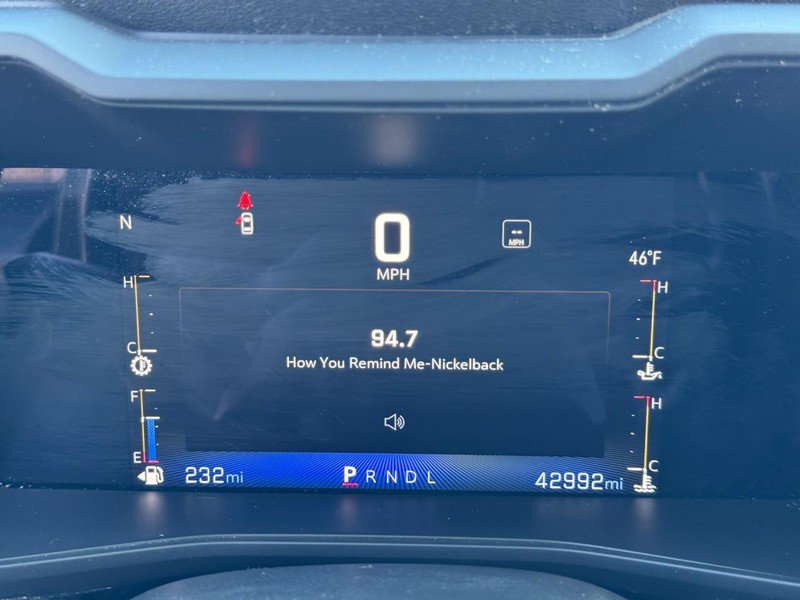 N
0
MPH
--
MPH
46°F
H
C
H
C
94.7
How You Remind Me-Nickelback
F
E
H
C
232mi
P R N D L
42992mi